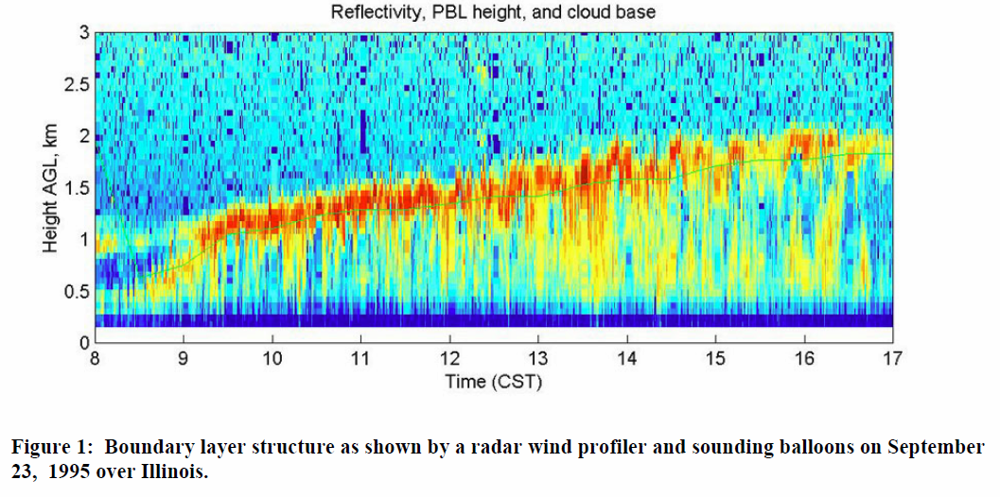 Reflectivity, PBL height, and cloud base
3
2.5
2
1.5
1
0.5
0
Height AGL, km
8 9 10 11 12 13 14 15 16 17
Time (CST)
Figure 1:  Boundary layer structure as shown by a radar wind profiler and sounding balloons on September
23,  1995 over Illinois.